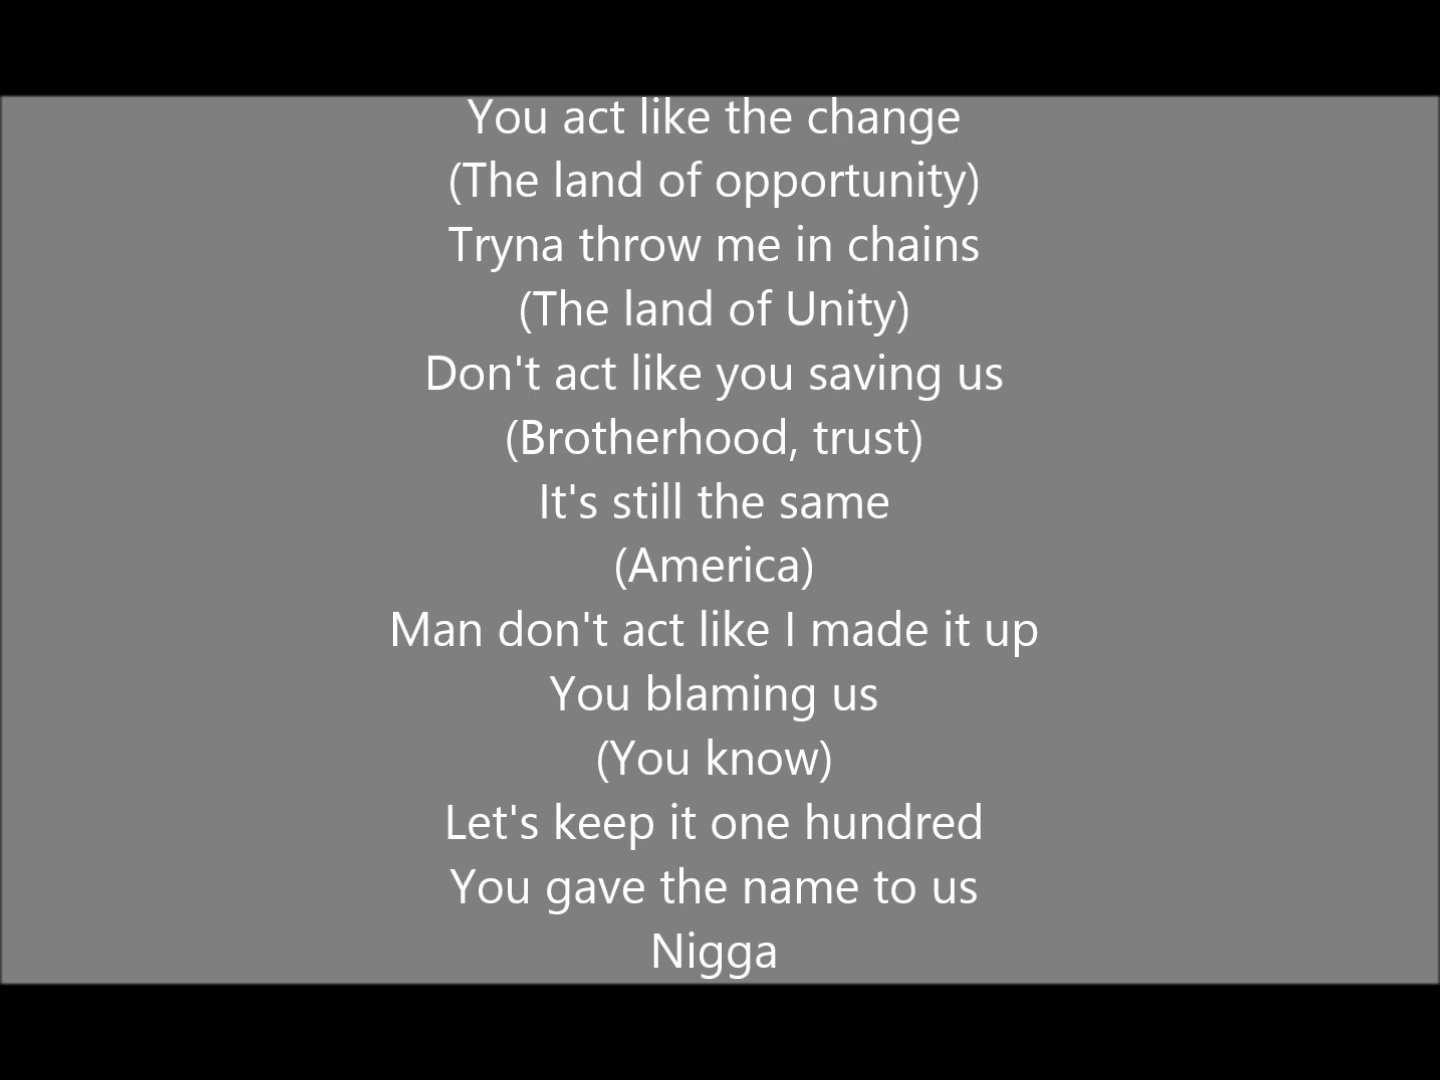 You act like the change
(The land of opportunity)
Tryna throw me in chains
(The land of Unity)
Don't act like you saving us
(Brotherhood, trust)
It's still the same
(America)
Man don't act like I made it up
You blaming us
(You know)
Let's keep it one hundred
You gave the name to us
Nigga